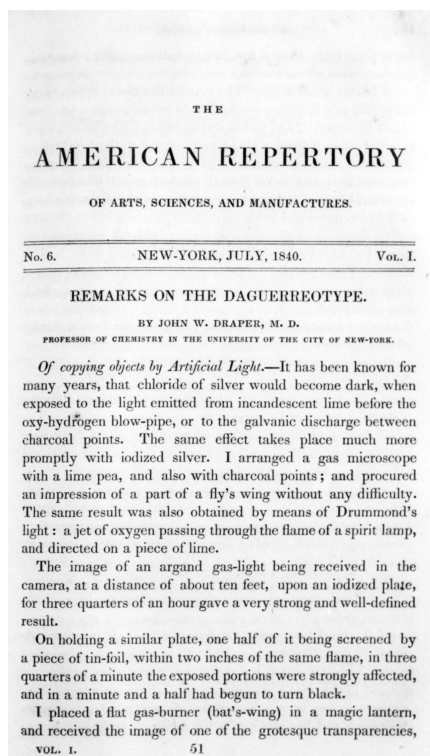 THE
AMERICAN REPERTORY
OF ARTS, SCIENCES, AND MANUFACTURES.
No. 6. NEW-YORK, JULY, 1840. VOL. I.
REMARKS ON THE DAGUERREOTYPE.
BY JOHN W. DRAPER, M. D.
PROFESSOR OF CHEMISTRY IN THE UNIVERSITY OF THE CITY OF NEW-YORK.
Of copying objects by Artificial Light.—It has been known for
many years, that chloride of silver would become dark, when
exposed to the light emitted from incandescent lime before the
oxy-hydrogen blow-pipe, or to the galvanic discharge between
charcoal points. The same effect takes place much more
promptly with iodized silver. I arranged a gas microscope
with a lime pea, and also with charcoal points; and procured
an impression of a part of a fly's wing without any difficulty.
The same result was also obtained by means of Drummond's
light: a jet of oxygen passing through the flame of a spirit lamp,
and directed on a piece of lime.
The image of an argand gas-light being received in the
camera, at a distance of about ten feet, upon an iodized plate,
for three quarters of an hour gave a very strong and well-defined
result.
On holding a similar plate, one half of it being screened by
a piece of tin-foil, within two inches of the same flame, in three
quarters of a minute the exposed portions were strongly affected,
and in a minute and a half had begun to turn black.
I placed a flat gas-burner (bat's-wing) in a magic lantern,
and received the image of one of the grotesque transparencies,
VOL. I. 51